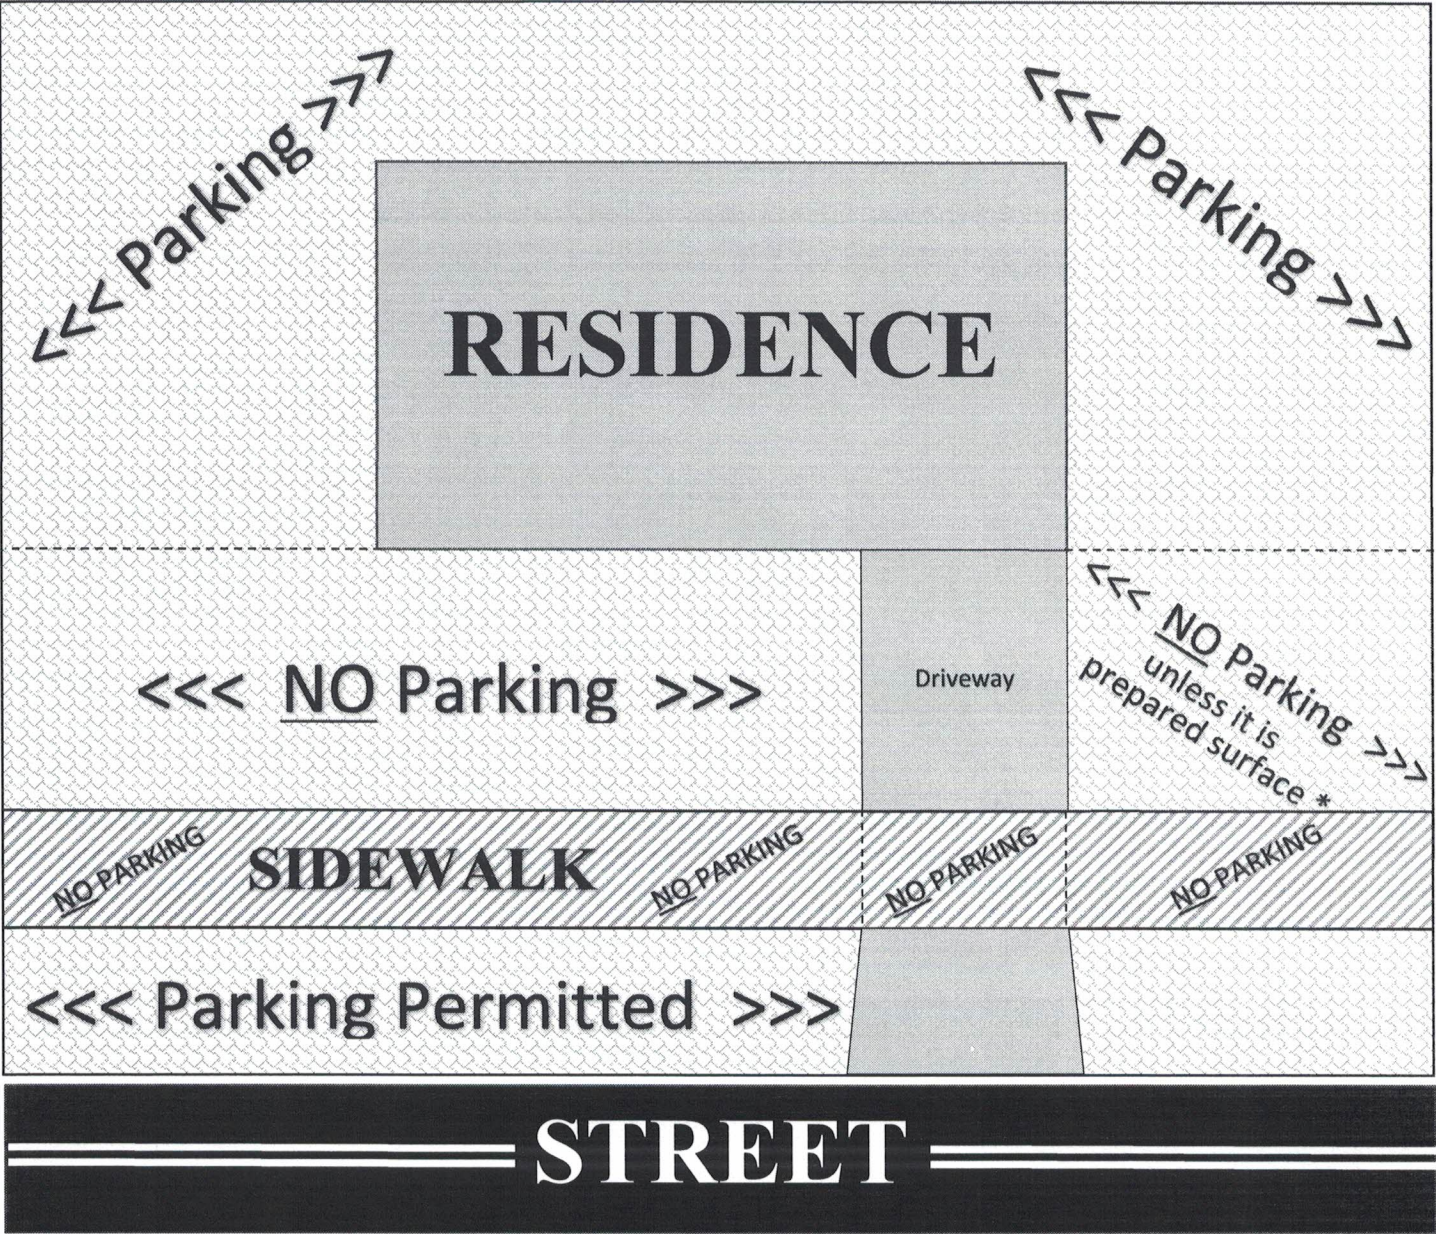 <<< Parking >>>
<<< Parking >>>
RESIDENCE
<<< NO Parking >>>
Driveway
<<< NO Parking >>>
unless it is
prepared surface *
NO PARKING
SIDEWALK
NO PARKING
NO PARKING
NO PARKING
<<< Parking Permitted >>>
STREET